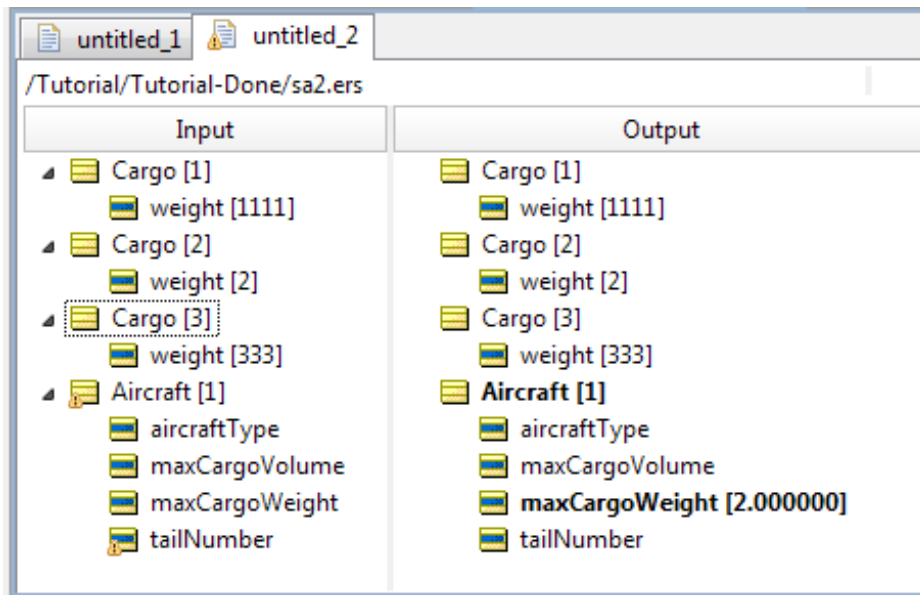 untitled_1 untitled_2
/Tutorial/Tutorial-Done/sa2.ers
Input Output
Cargo [1] Cargo [1]
weight [1111] weight [1111]
Cargo [2] Cargo [2]
weight [2] weight [2]
Cargo [3] Cargo [3]
weight [333] weight [333]
Aircraft [1] Aircraft [1]
aircraftType aircraftType
maxCargoVolume maxCargoVolume
maxCargoWeight maxCargoWeight [2.000000]
tailNumber tailNumber